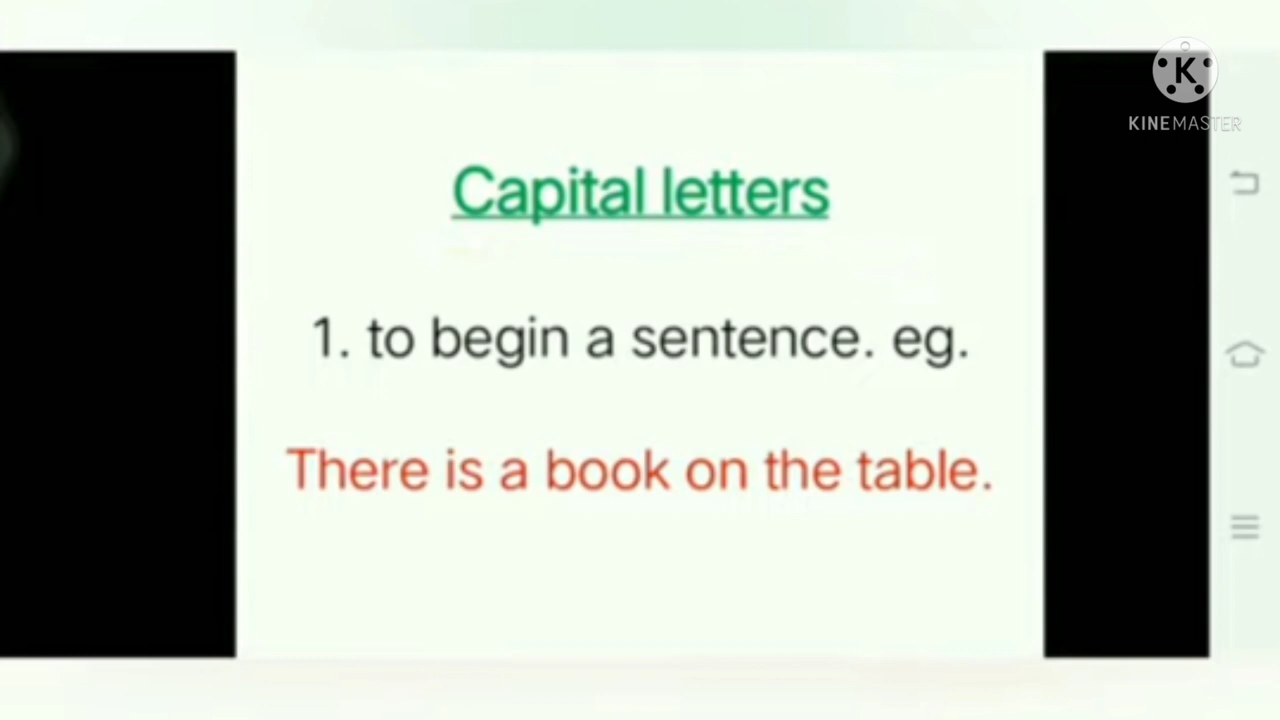 Capital letters
1. to begin a sentence. eg.
There is a book on the table.
K
KINEMASTER